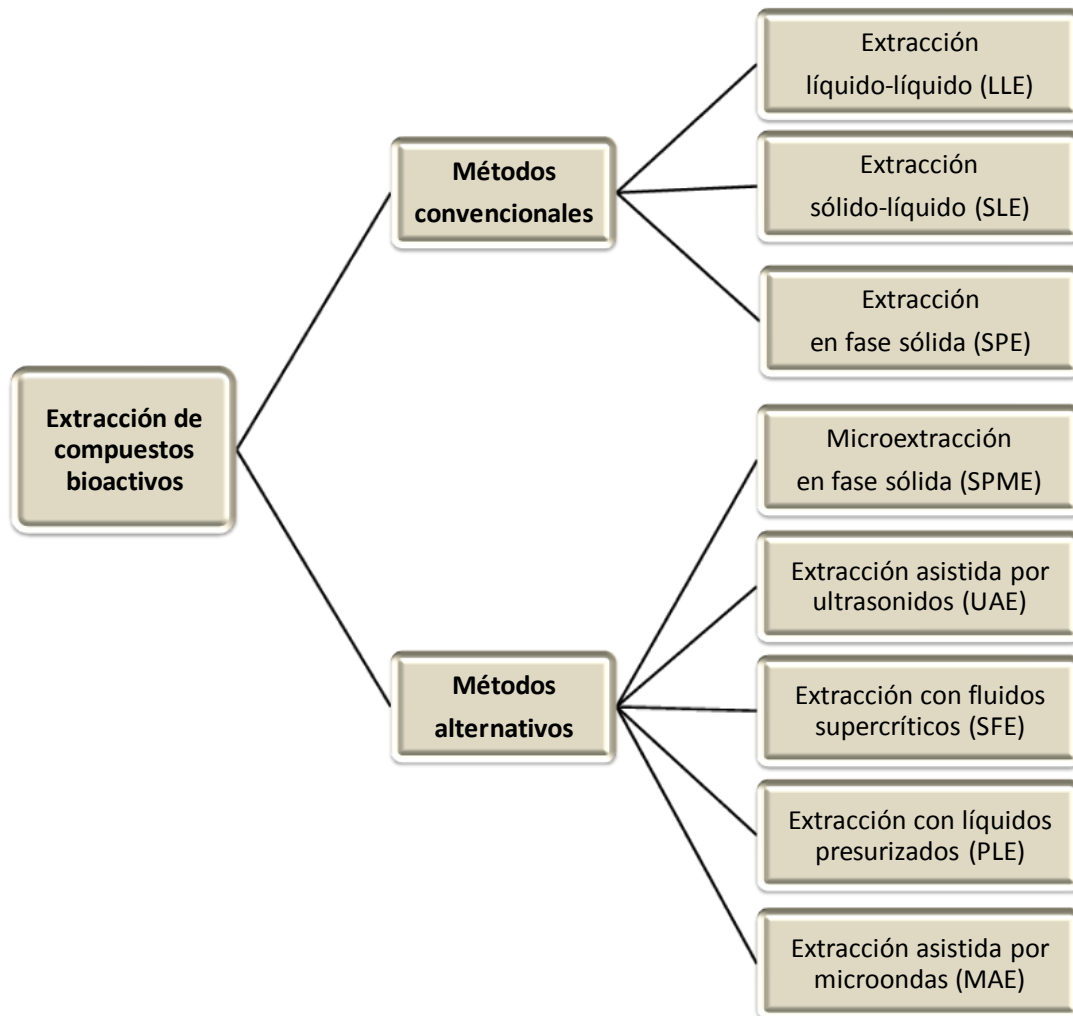 Extracción de
compuestos
bioactivos
Métodos
convencionales
Extracción
líquido-líquido (LLE)
Extracción
sólido-líquido (SLE)
Extracción
en fase sólida (SPE)
Métodos
alternativos
Microextracción
en fase sólida (SPME)
Extracción asistida por
ultrasonidos (UAE)
Extracción con fluidos
supercríticos (SFE)
Extracción con líquidos
presurizados (PLE)
Extracción asistida por
microondas (MAE)